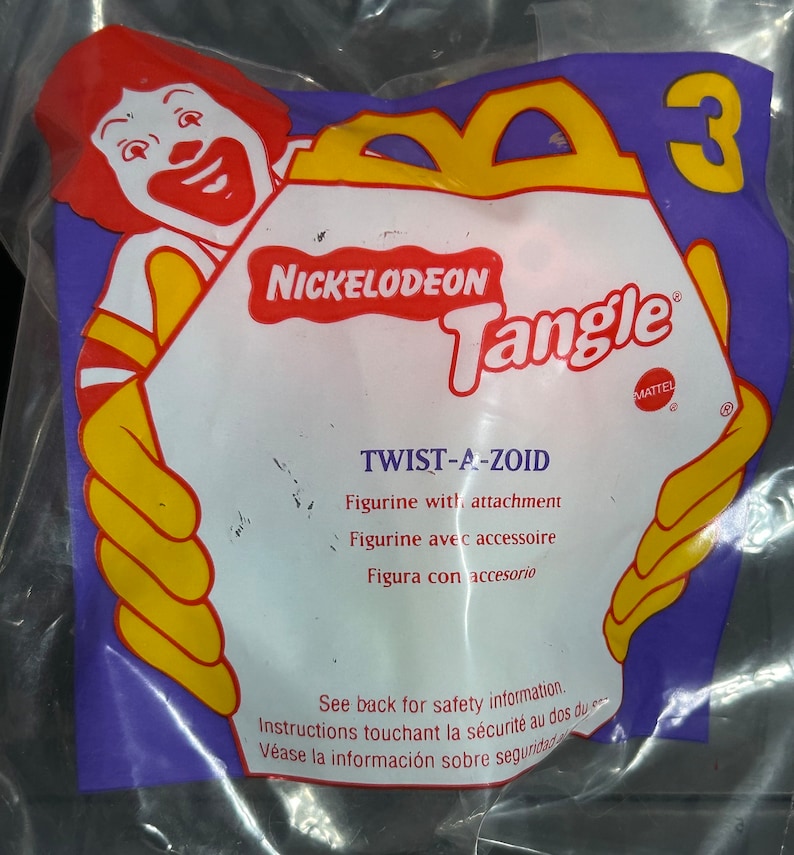 3
NICKELODEON
Tangle®
MATTEL
®
®
TWIST-A-ZOID
Figurine with attachment
Figurine avec accessoire
Figura con accesorio
See back for safety information.
Instructions touchant la sécurité au dos du
Véase la información sobre seguridad